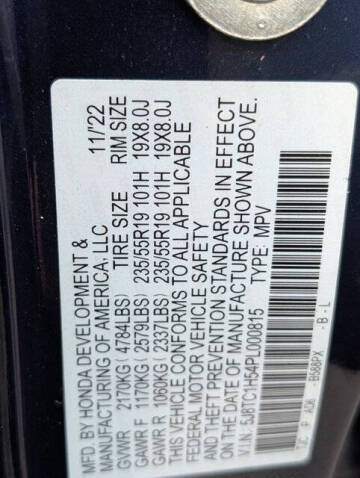 MFD. BY HONDA DEVELOPMENT &
MANUFACTURING OF AMERICA, LLC 11/'22
TIRE SIZE RIM SIZE
GVWR 2170KG (4784LBS)
GAWR F 1170KG (2579LBS) 235/55R19 101H 19X8.0J
GAWR R 1060KG (2337LBS) 235/55R19 101H 19X8.0J
THIS VEHICLE CONFORMS TO ALL APPLICABLE
FEDERAL MOTOR VEHICLE SAFETY
AND THEFT PREVENTION STANDARDS IN EFFECT
ON THE DATE OF MANUFACTURE SHOWN ABOVE.
V.I.N: 5J8TC1H54PL000815 TYPE: MPV
AD6 -B588PX - B - L